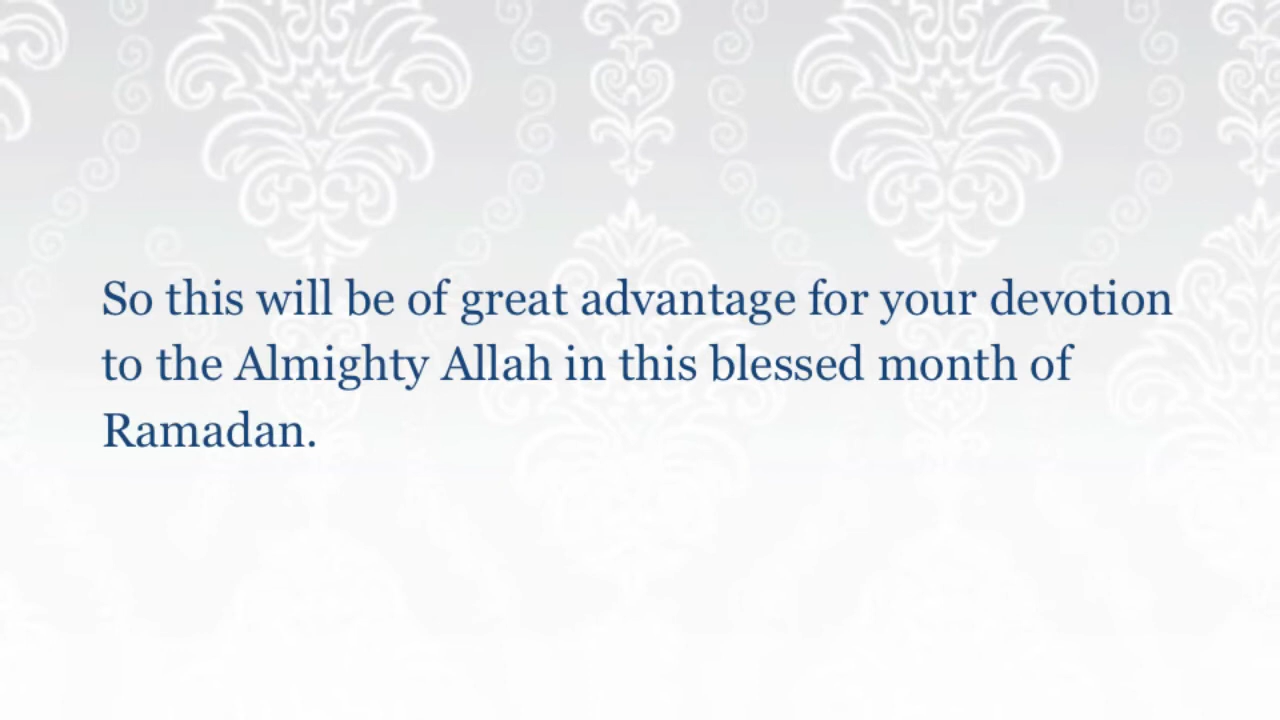 So this will be of great advantage for your devotion
to the Almighty Allah in this blessed month of
Ramadan.